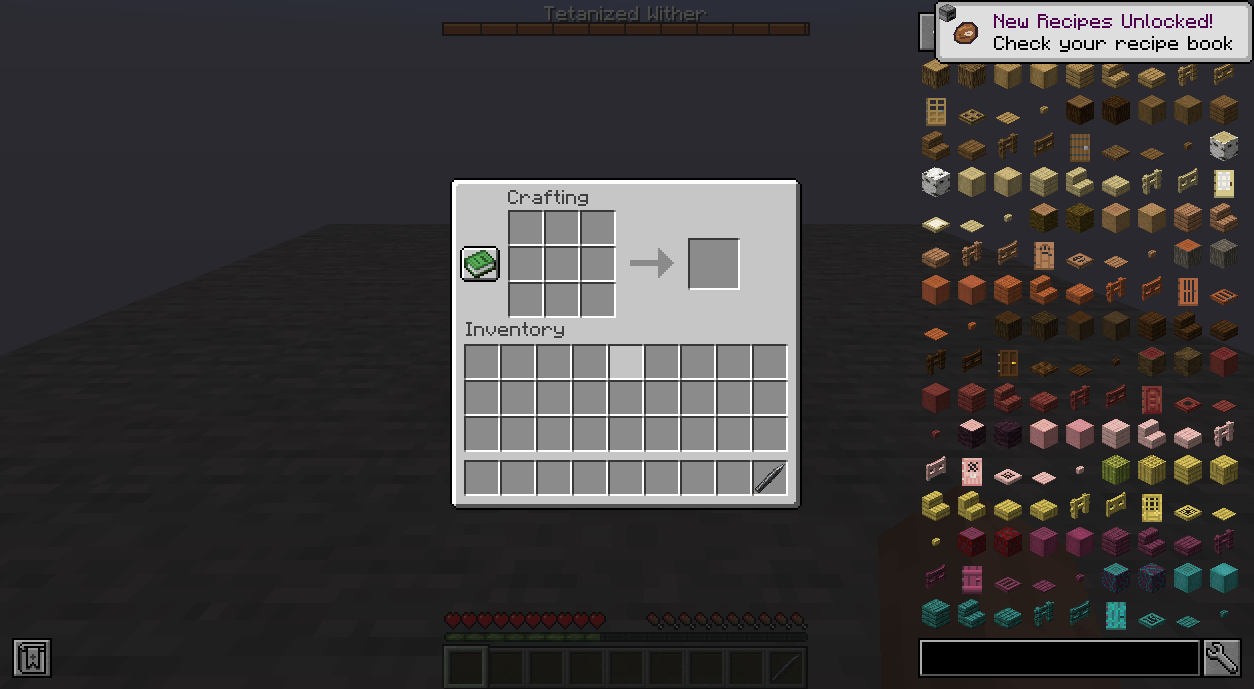 Tetanized Wither
New Recipes Unlocked!
Check your recipe book
Crafting
Inventory